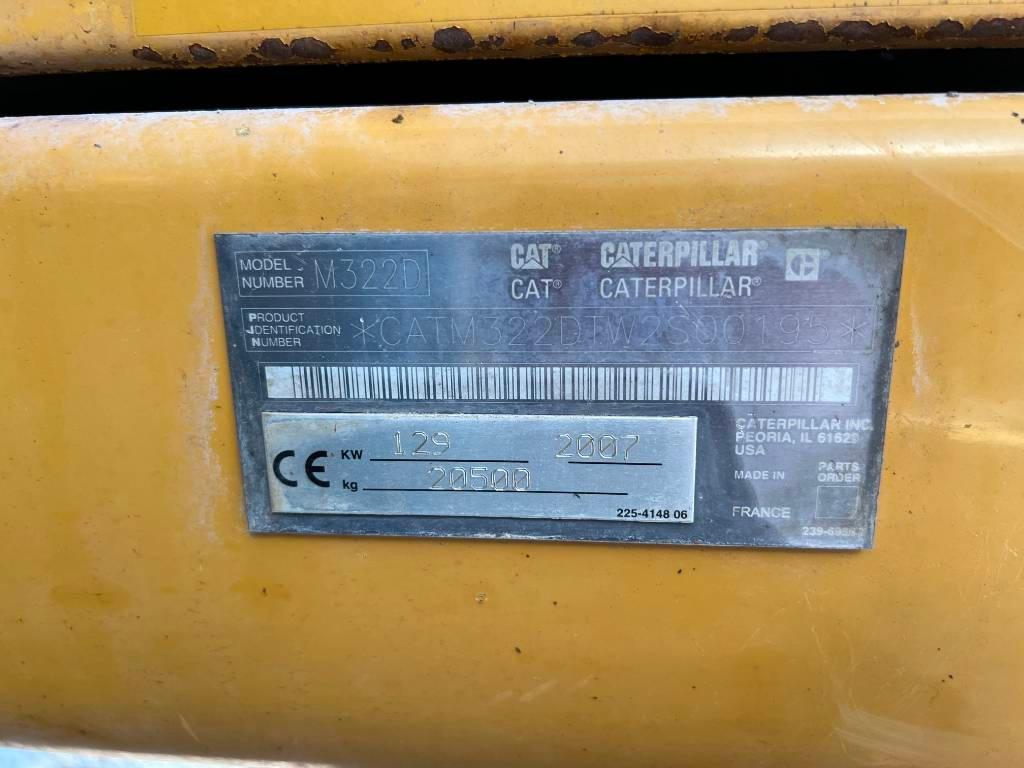 MODEL NUMBER M322D
CAT® CATERPILLAR®
CAT® CATERPILLAR®
PRODUCT IDENTIFICATION NUMBER *CATM322DTW2S00195*
CATERPILLAR INC.
PEORIA, IL 61629
USA
CE KW 129 2007
kg 20500
225-4148 06
MADE IN
FRANCE
PARTS
ORDER